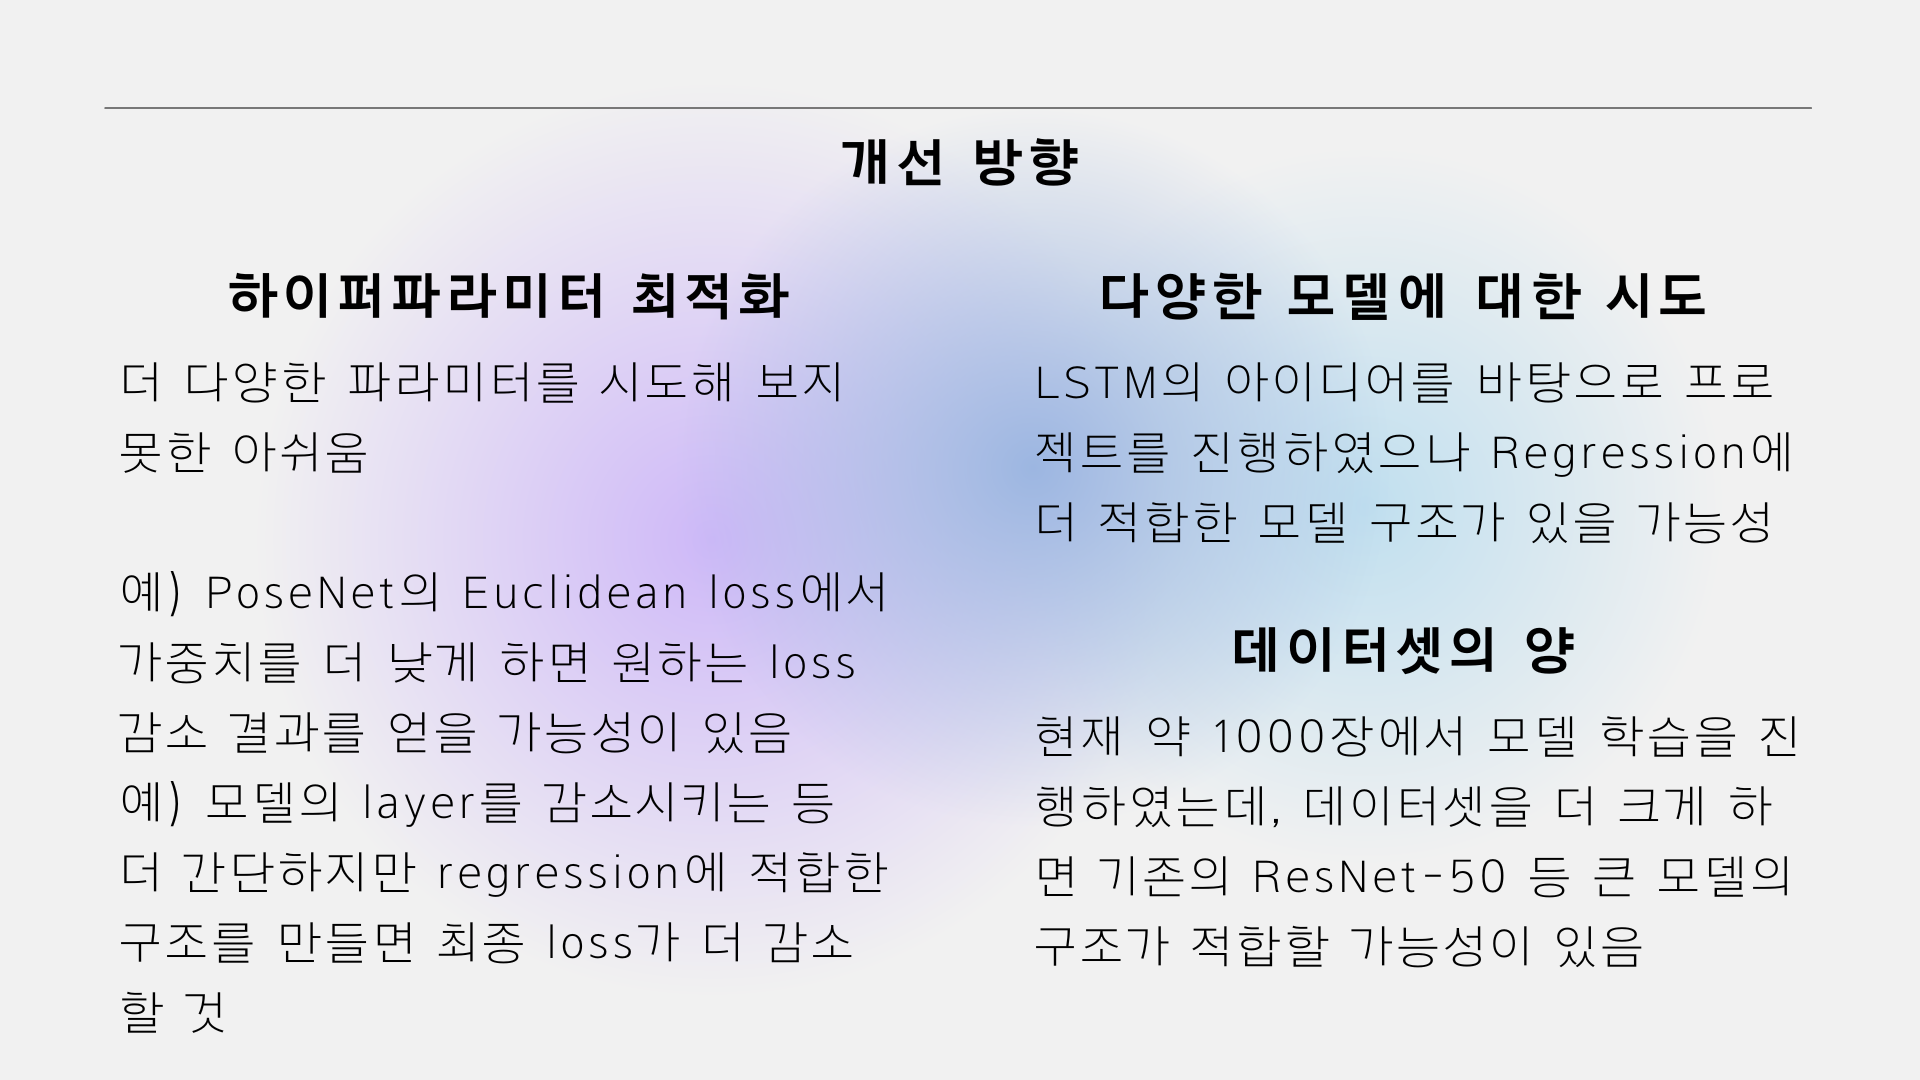 개선 방향
하이퍼파라미터 최적화
더 다양한 파라미터를 시도해 보지
못한 아쉬움
예) PoseNet의 Euclidean loss에서
가중치를 더 낮게 하면 원하는 loss
감소 결과를 얻을 가능성이 있음
예) 모델의 layer를 감소시키는 등
더 간단하지만 regression에 적합한
구조를 만들면 최종 loss가 더 감소
할 것
다양한 모델에 대한 시도
LSTM의 아이디어를 바탕으로 프로
젝트를 진행하였으나 Regression에
더 적합한 모델 구조가 있을 가능성
데이터셋의 양
현재 약 1000장에서 모델 학습을 진
행하였는데, 데이터셋을 더 크게 하
면 기존의 ResNet-50 등 큰 모델의
구조가 적합할 가능성이 있음